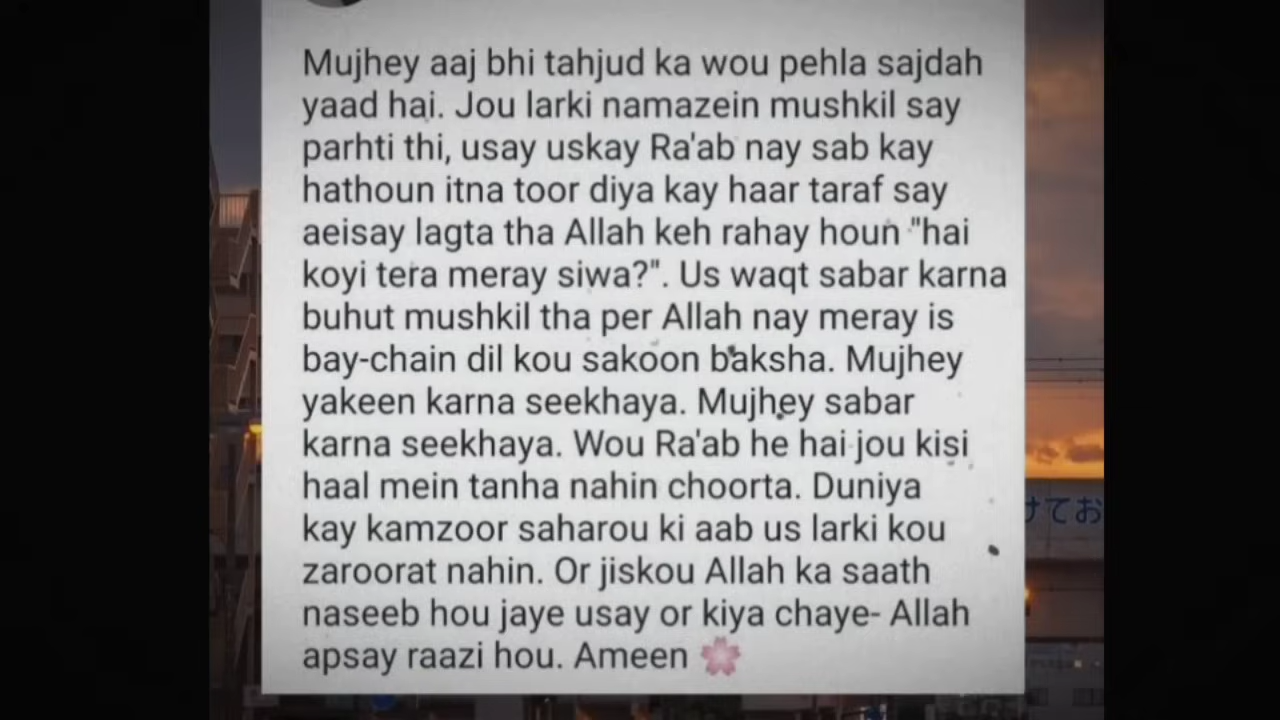 Mujhey aaj bhi tahjud ka wou pehla sajdah
yaad hai. Jou larki namazein mushkil say
parhti thi, usay uskay Ra'ab nay sab kay
hathoun itna toor diya kay haar taraf say
aeisay lagta tha Allah keh rahay houn "hai
koyi tera meray siwa?". Us waqt sabar karna
buhut mushkil tha per Allah nay meray is
bay-chain dil kou sakoon baksha. Mujhey
yakeen karna seekhaya. Mujhey sabar
karna seekhaya. Wou Ra'ab he hai jou kisi
haal mein tanha nahin choorta. Duniya
kay kamzoor saharou ki aab us larki kou
zaroorat nahin. Or jiskou Allah ka saath
naseeb hou jaye usay or kiya chaye- Allah
apsay raazi hou. Ameen 🌸
てお